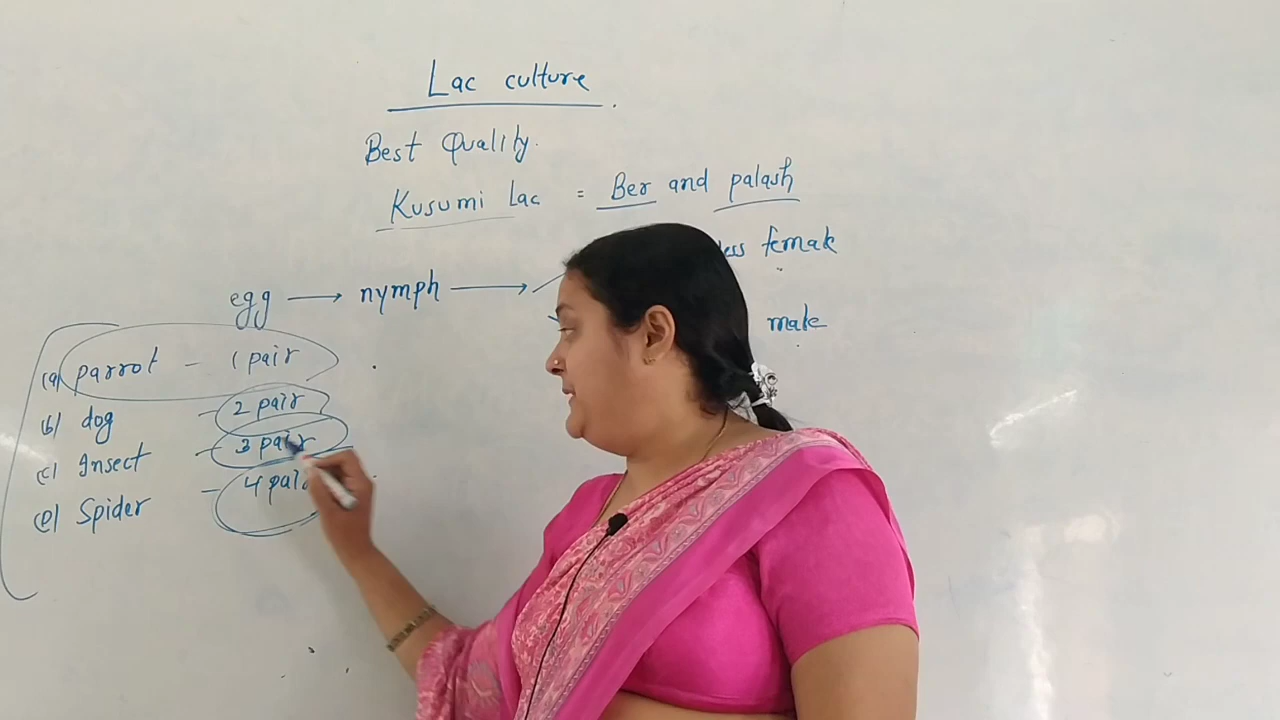 Lac culture
Best Quality.
Kusumi Lac = Ber and palash
female
egg → nymph →
male
(a) parrot - 1 pair
(b) dog - 2 pair
(c) Insect - 3 pair
Spider - 4 pair